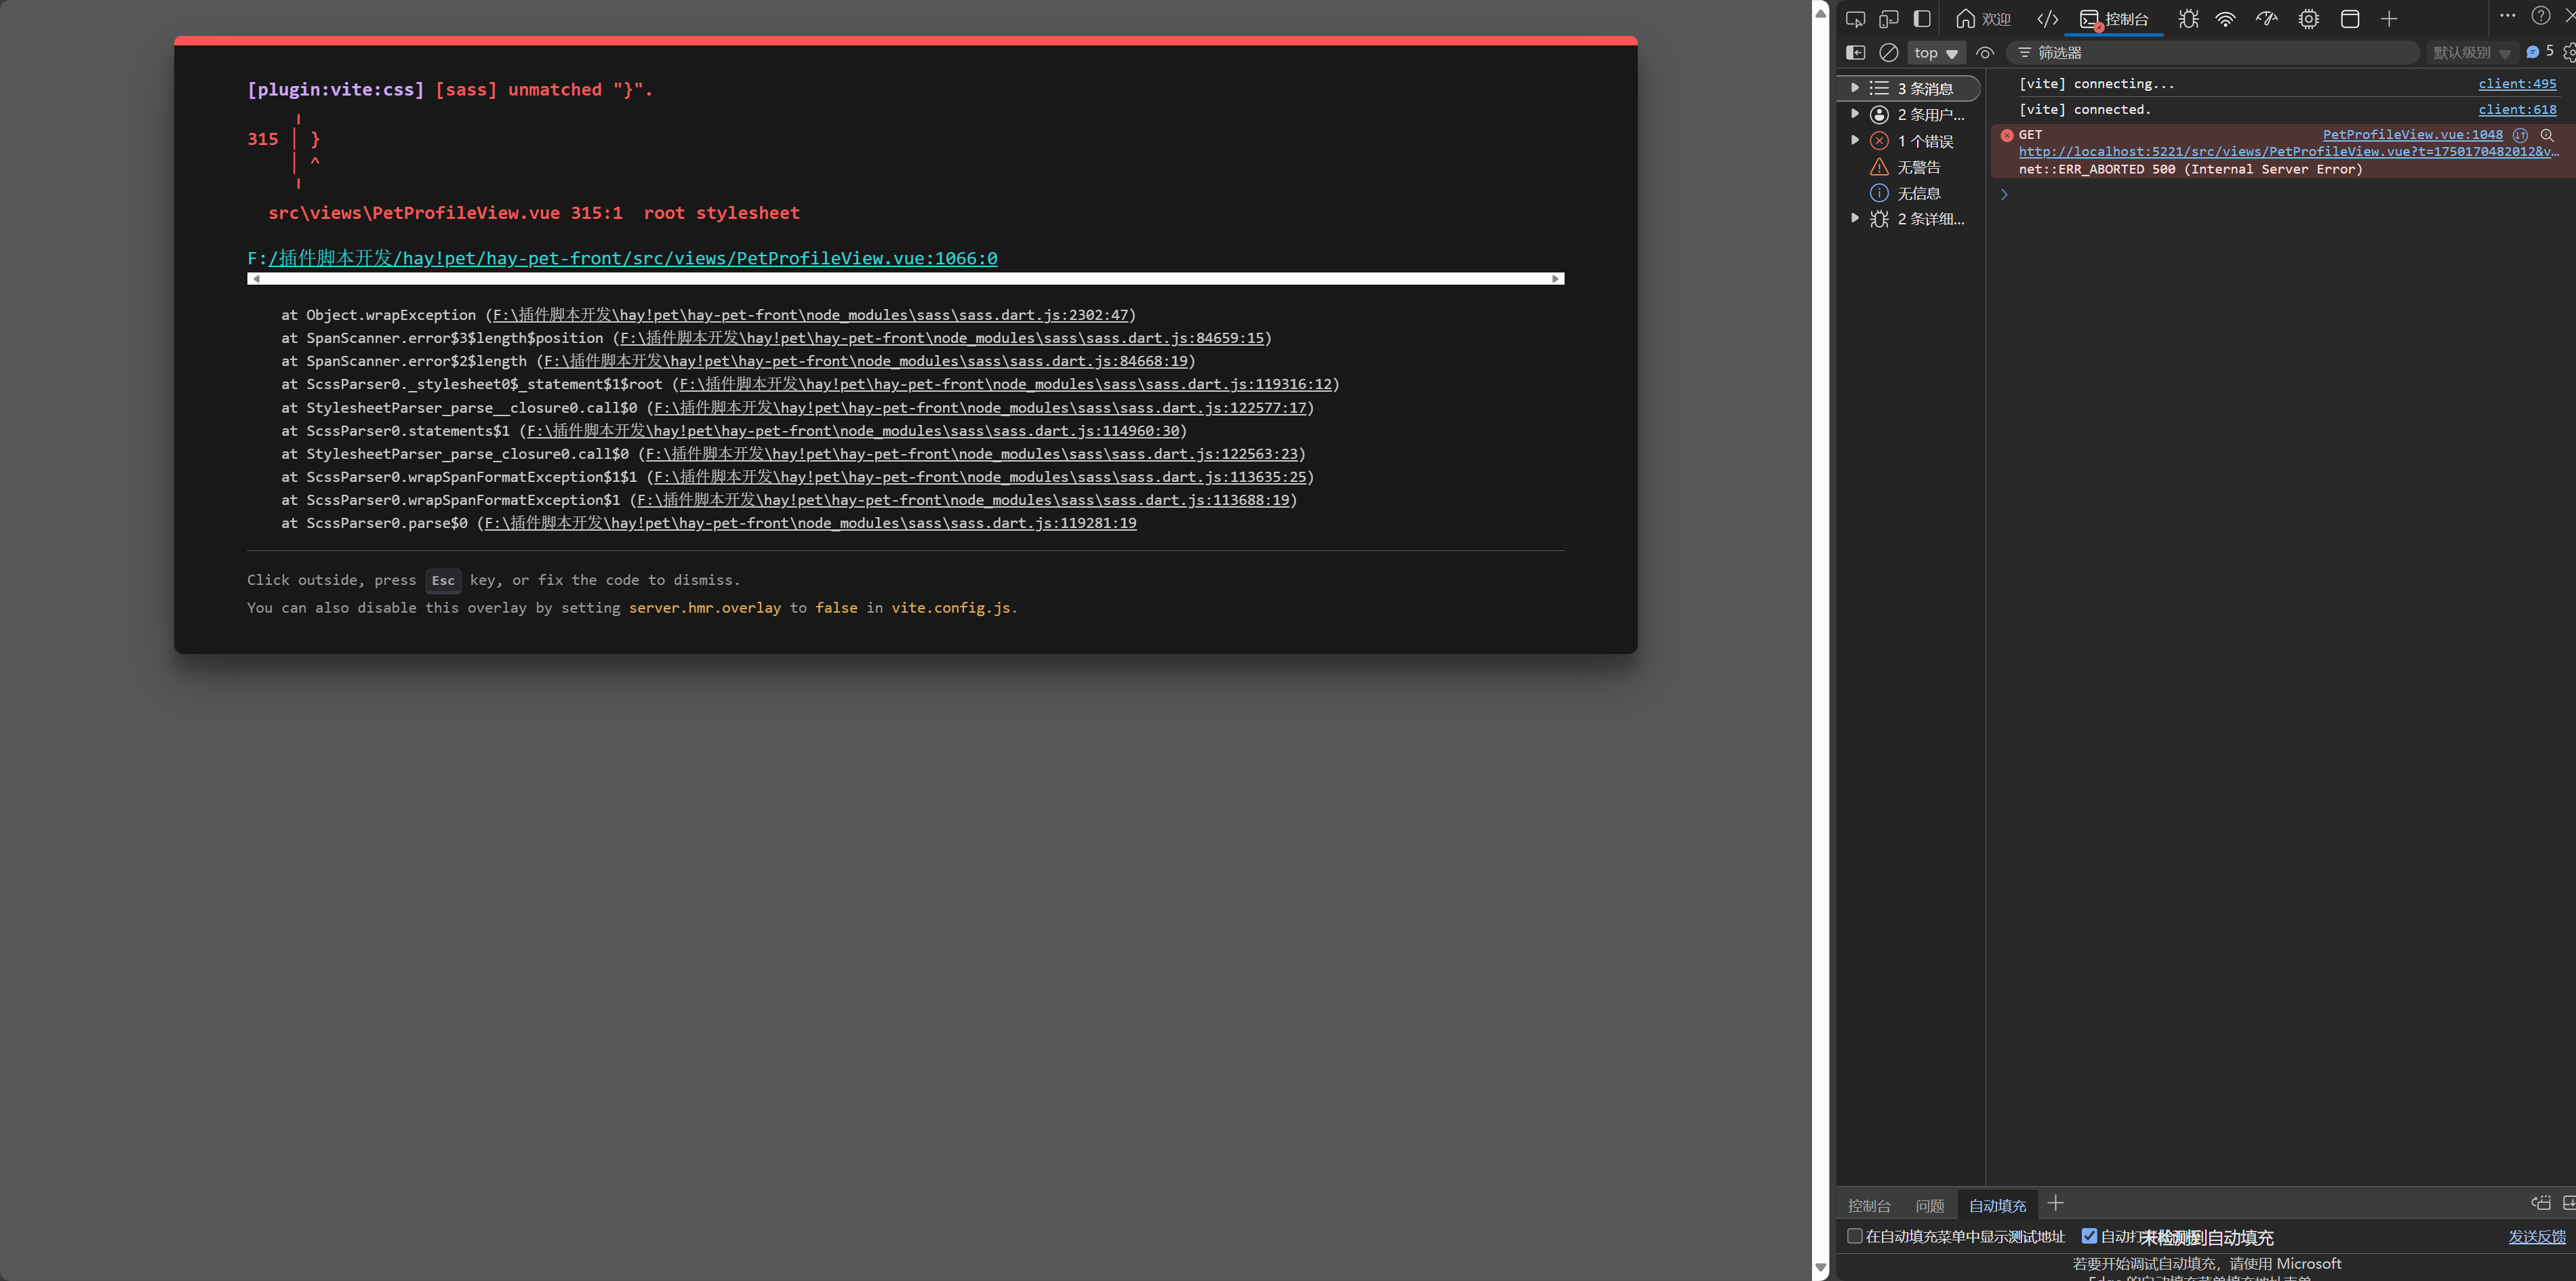 [plugin:vite:css] [sass] unmatched "}".
315 │ }
│ ^
src\views\PetProfileView.vue 315:1  root stylesheet
F:/插件脚本开发/hay!pet/hay-pet-front/src/views/PetProfileView.vue:1066:0
at Object.wrapException (F:\插件脚本开发\hay!pet\hay-pet-front\node_modules\sass\sass.dart.js:2302:47)
at SpanScanner.error$3$length$position (F:\插件脚本开发\hay!pet\hay-pet-front\node_modules\sass\sass.dart.js:84659:15)
at SpanScanner.error$2$length (F:\插件脚本开发\hay!pet\hay-pet-front\node_modules\sass\sass.dart.js:84668:19)
at ScssParser0._stylesheet0$_statement$1$root (F:\插件脚本开发\hay!pet\hay-pet-front\node_modules\sass\sass.dart.js:119316:12)
at StylesheetParser_parse__closure0.call$0 (F:\插件脚本开发\hay!pet\hay-pet-front\node_modules\sass\sass.dart.js:122577:17)
at ScssParser0.statements$1 (F:\插件脚本开发\hay!pet\hay-pet-front\node_modules\sass\sass.dart.js:114960:30)
at StylesheetParser_parse_closure0.call$0 (F:\插件脚本开发\hay!pet\hay-pet-front\node_modules\sass\sass.dart.js:122563:23)
at ScssParser0.wrapSpanFormatException$1$1 (F:\插件脚本开发\hay!pet\hay-pet-front\node_modules\sass\sass.dart.js:113635:25)
at ScssParser0.wrapSpanFormatException$1 (F:\插件脚本开发\hay!pet\hay-pet-front\node_modules\sass\sass.dart.js:113688:19)
at ScssParser0.parse$0 (F:\插件脚本开发\hay!pet\hay-pet-front\node_modules\sass\sass.dart.js:119281:19
Click outside, press Esc key, or fix the code to dismiss.
You can also disable this overlay by setting server.hmr.overlay to false in vite.config.js.
欢迎 控制台
top 筛选器 默认级别 5
3 条消息
2 条用户...
1 个错误
无警告
无信息
2 条详细...
[vite] connecting... client:495
[vite] connected. client:618
GET PetProfileView.vue:1048
http://localhost:5221/src/views/PetProfileView.vue?t=1750170482012&v…
net::ERR_ABORTED 500 (Internal Server Error)
控制台 问题 自动填充
在自动填充菜单中显示测试地址 自动打 未检测到自动填充 发送反馈
若要开始调试自动填充，请使用 Microsoft